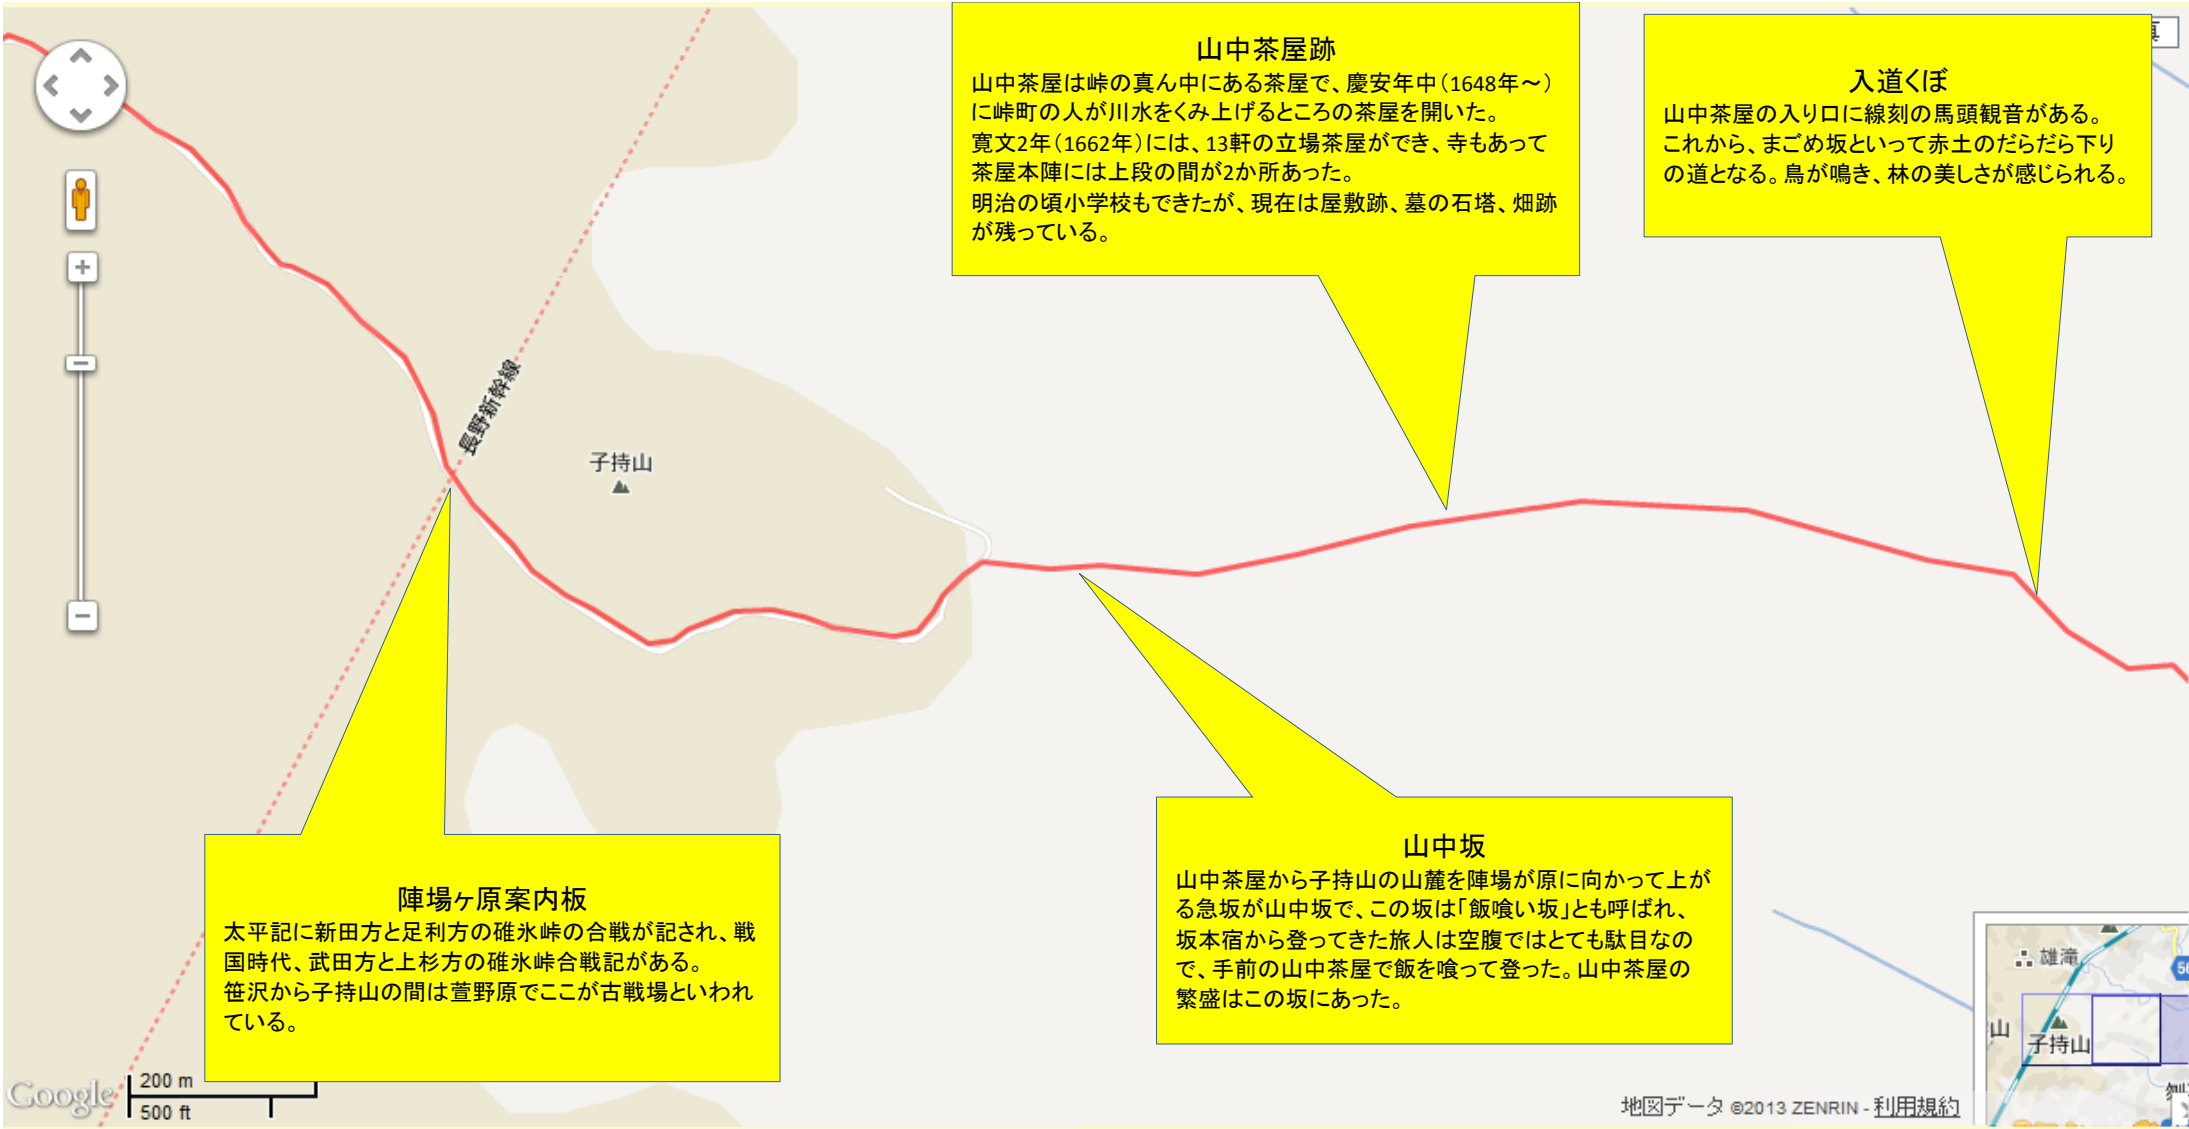 山中茶屋跡
山中茶屋は峠の真ん中にある茶屋で、慶安年中（1648年～）
に峠町の人が川水をくみ上げるところの茶屋を開いた。
寛文2年（1662年）には、13軒の立場茶屋ができ、寺もあって
茶屋本陣には上段の間が2か所あった。
明治の頃小学校もできたが、現在は屋敷跡、墓の石塔、畑跡
が残っている。
入道くぼ
山中茶屋の入り口に線刻の馬頭観音がある。
これから、まごめ坂といって赤土のだらだら下り
の道となる。鳥が鳴き、林の美しさが感じられる。
長野新幹線
子持山
陣場ヶ原案内板
太平記に新田方と足利方の碓氷峠の合戦が記され、戦
国時代、武田方と上杉方の碓氷峠合戦記がある。
笹沢から子持山の間は萱野原でここが古戦場といわれ
ている。
山中坂
山中茶屋から子持山の山麓を陣場が原に向かって上が
る急坂が山中坂で、この坂は「飯喰い坂」とも呼ばれ、
坂本宿から登ってきた旅人は空腹ではとても駄目なの
で、手前の山中茶屋で飯を喰って登った。山中茶屋の
繁盛はこの坂にあった。
雄滝
56
山
子持山
Google
200 m
500 ft
地図データ ©2013 ZENRIN - 利用規約